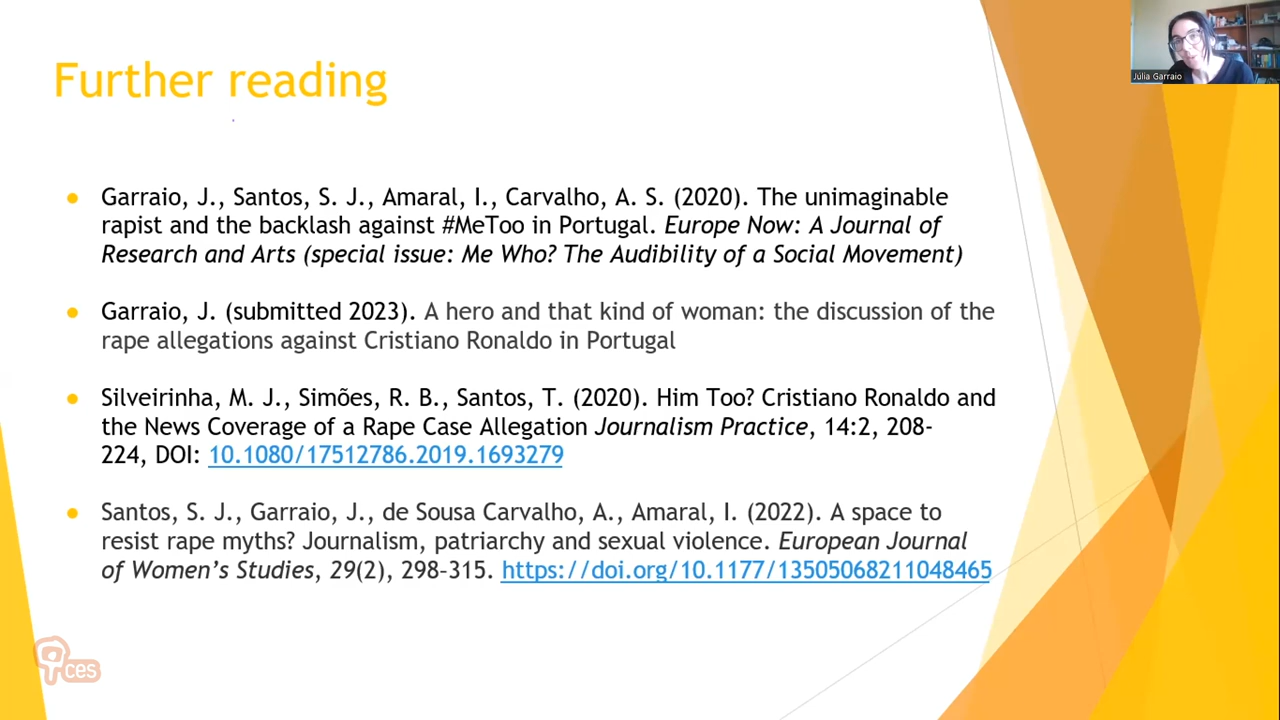 Further reading
Júlia Garraio
Garraio, J., Santos, S. J., Amaral, I., Carvalho, A. S. (2020). The unimaginable
rapist and the backlash against #MeToo in Portugal. Europe Now: A Journal of
Research and Arts (special issue: Me Who? The Audibility of a Social Movement)
Garraio, J. (submitted 2023). A hero and that kind of woman: the discussion of the
rape allegations against Cristiano Ronaldo in Portugal
Silveirinha, M. J., Simões, R. B., Santos, T. (2020). Him Too? Cristiano Ronaldo and
the News Coverage of a Rape Case Allegation Journalism Practice, 14:2, 208-
224, DOI: 10.1080/17512786.2019.1693279
Santos, S. J., Garraio, J., de Sousa Carvalho, A., Amaral, I. (2022). A space to
resist rape myths? Journalism, patriarchy and sexual violence. European Journal
of Women’s Studies, 29(2), 298–315. https://doi.org/10.1177/13505068211048465
ces